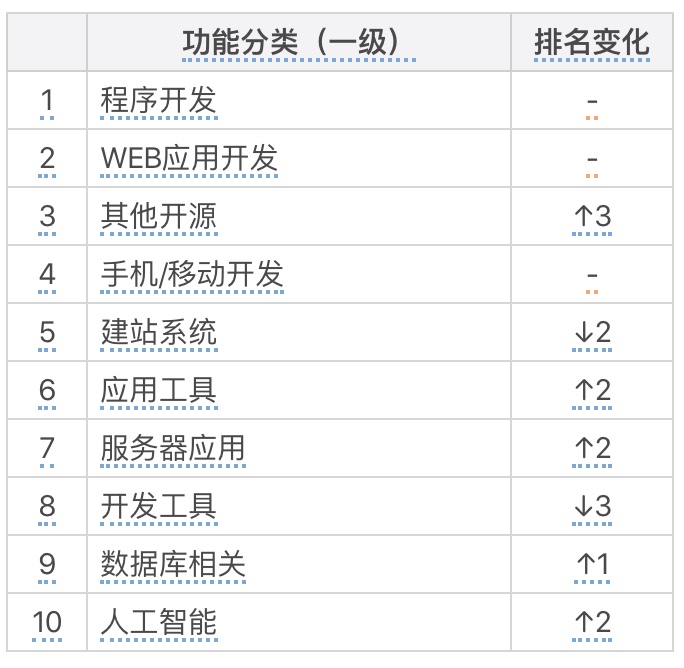 功能分类（一级） 排名变化
1 程序开发 -
2 WEB应用开发 -
3 其他开源 ↑3
4 手机/移动开发 -
5 建站系统 ↓2
6 应用工具 ↑2
7 服务器应用 ↑2
8 开发工具 ↓3
9 数据库相关 ↑1
10 人工智能 ↑2